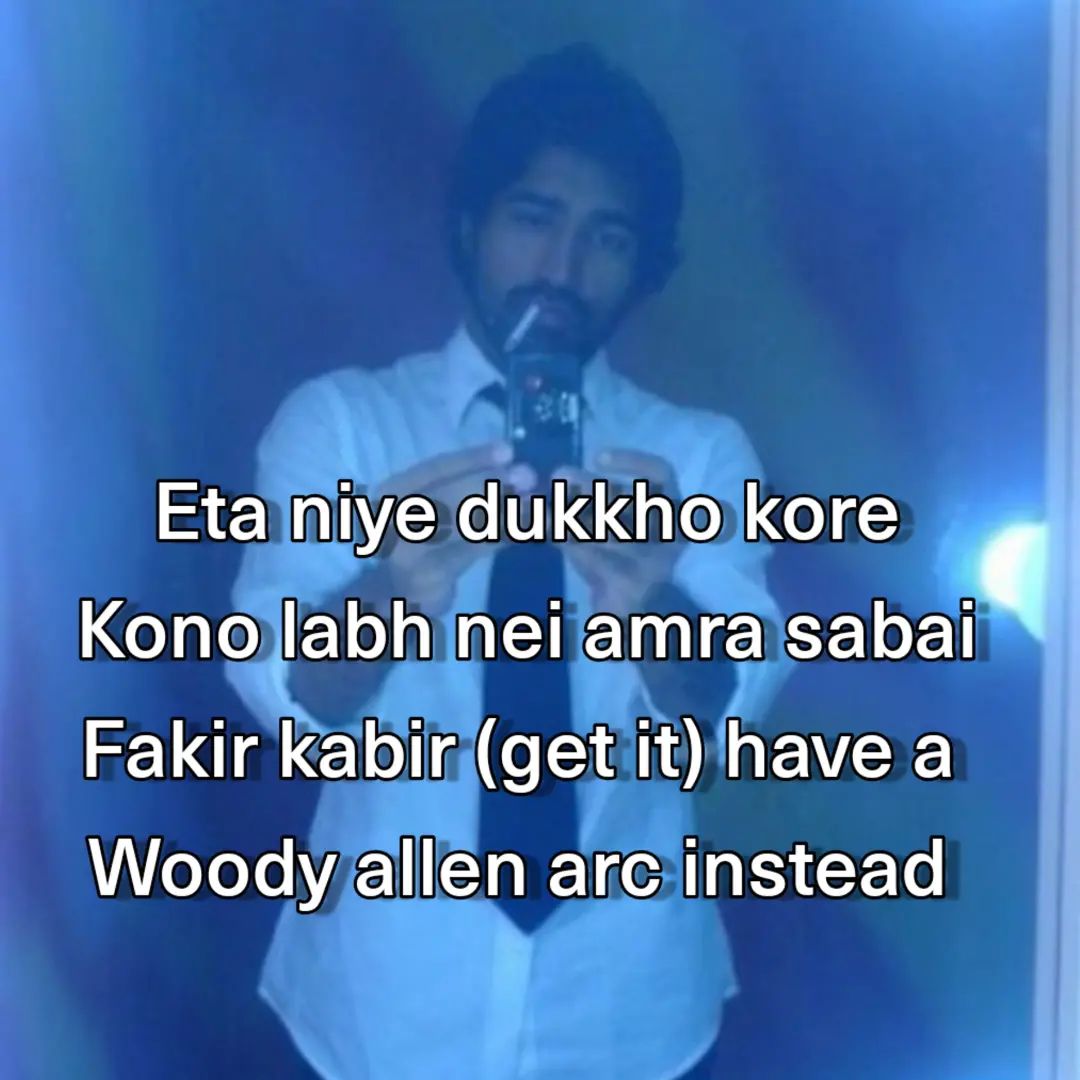 Eta niye dukkho kore
Kono labh nei amra sabai
Fakir kabir (get it) have a
Woody allen arc instead